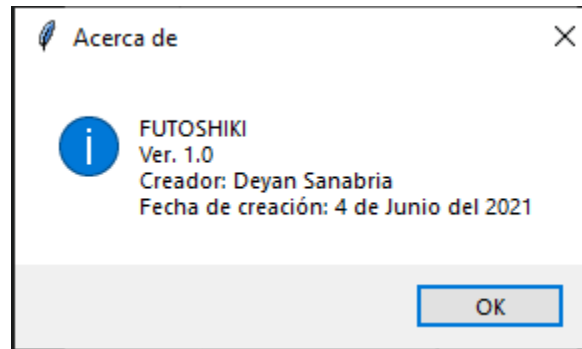 Acerca de
FUTOSHIKI
Ver. 1.0
Creador: Deyan Sanabria
Fecha de creación: 4 de Junio del 2021
OK